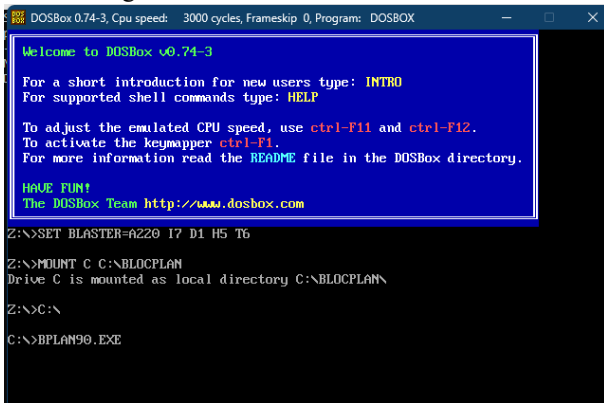 DOSBox 0.74-3, Cpu speed: 3000 cycles, Frameskip 0, Program: DOSBOX
Welcome to DOSBox v0.74-3
For a short introduction for new users type: INTRO
For supported shell commands type: HELP
To adjust the emulated CPU speed, use ctrl-F11 and ctrl-F12.
To activate the keymapper ctrl-F1.
For more information read the README file in the DOSBox directory.
HAVE FUN!
The DOSBox Team http://www.dosbox.com
Z:\>SET BLASTER=A220 I7 D1 H5 T6
Z:\>MOUNT C C:\BLOCPLAN
Drive C is mounted as local directory C:\BLOCPLAN\
Z:\>C:\
C:\>BPLAN90.EXE